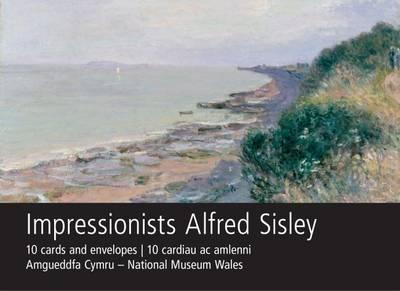 Impressionists Alfred Sisley
10 cards and envelopes | 10 cardiau ac amlenni
Amgueddfa Cymru – National Museum Wales